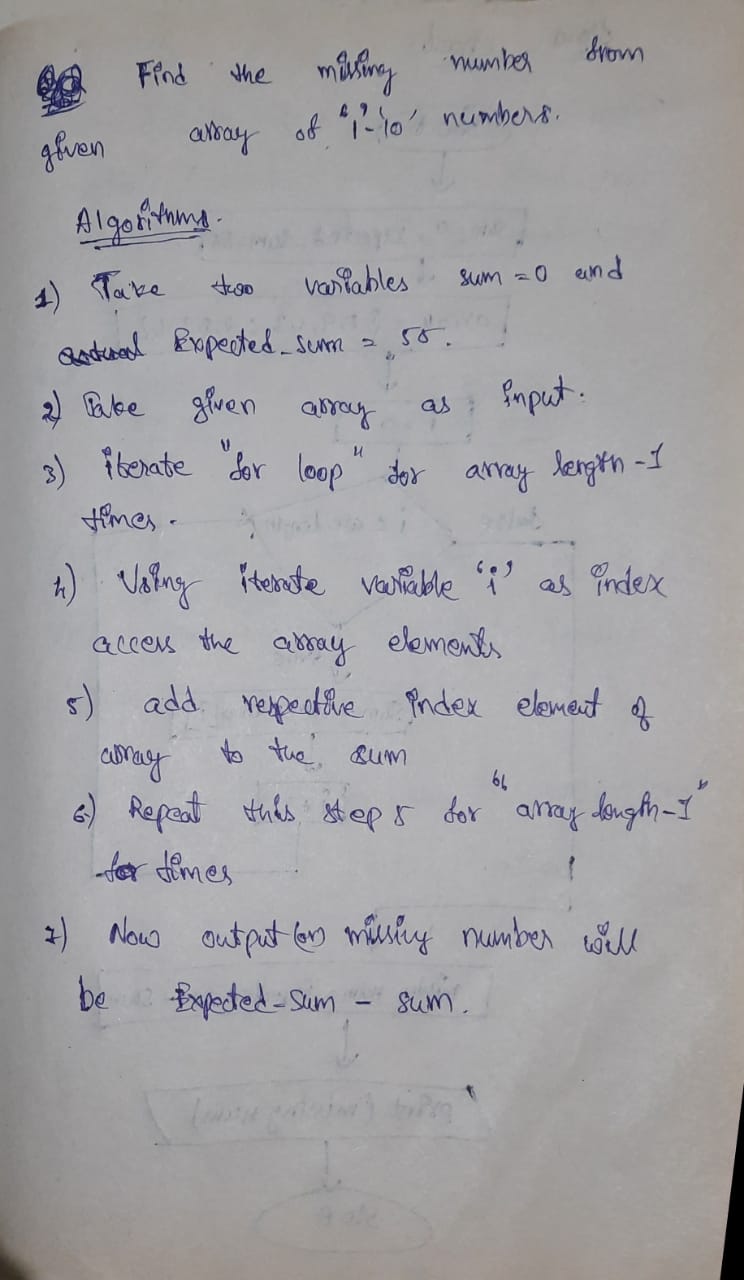 Find the missing number from
given array of "1-10" numbers.
Algorithms.
1) Take two variables sum = 0 and
Expected_sum = 55.
2) Take given array as input.
3) iterate "for loop" for array length-1
times.
4) Using iterate variable 'i' as index
access the array elements
5) add respective index element of
array to the sum
6) Repeat this step 5 for "array length-1"
times
7) Now output (or) missing number will
be Expected-sum - sum.